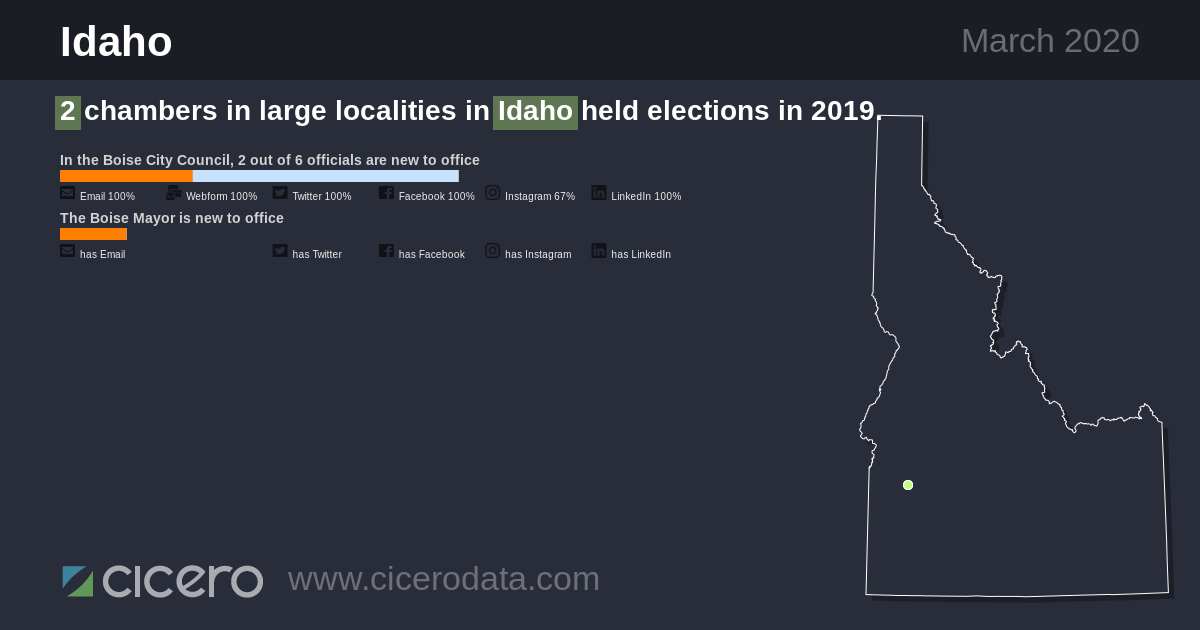 Idaho
March 2020
2 chambers in large localities in Idaho held elections in 2019.
In the Boise City Council, 2 out of 6 officials are new to office
Email 100% Webform 100% Twitter 100% Facebook 100% Instagram 67% LinkedIn 100%
The Boise Mayor is new to office
has Email has Twitter has Facebook has Instagram has LinkedIn
cicero www.cicerodata.com